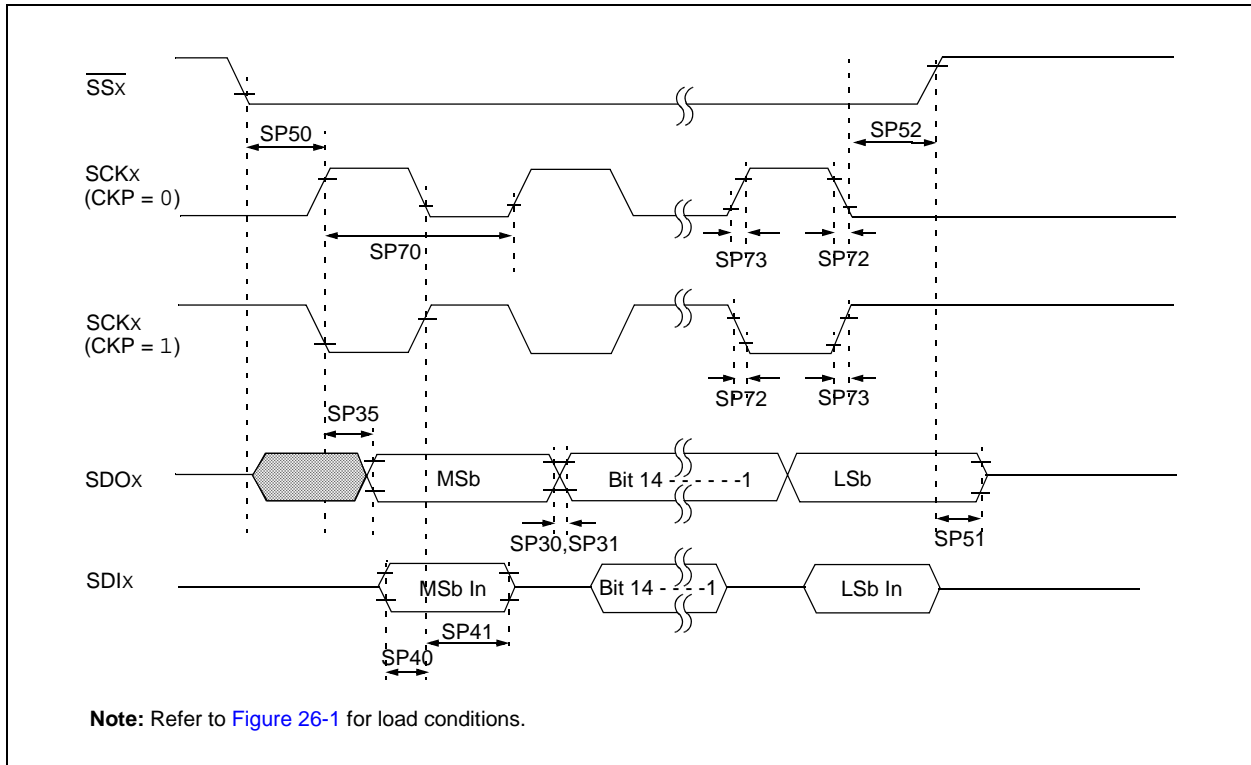 SSx
SP50
SP52
SCKx
(CKP = 0)
SP70
SP73
SP72
SCKx
(CKP = 1)
SP72
SP73
SP35
SDOx
MSb
Bit 14 - - - - - - -1
LSb
SP30,SP31
SP51
SDIx
MSb In
Bit 14 - - - - -1
LSb In
SP41
SP40
Note: Refer to Figure 26-1 for load conditions.